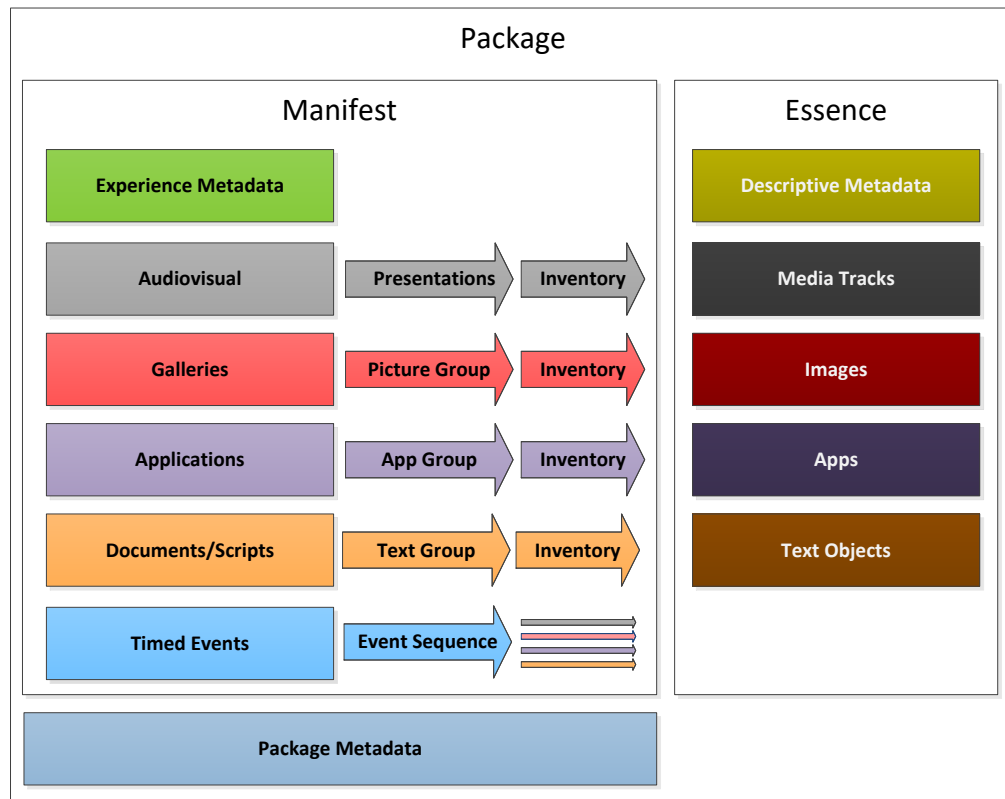 Package
Manifest
Essence
Experience Metadata
Descriptive Metadata
Audiovisual
Presentations
Inventory
Media Tracks
Galleries
Picture Group
Inventory
Images
Applications
App Group
Inventory
Apps
Documents/Scripts
Text Group
Inventory
Text Objects
Timed Events
Event Sequence
Package Metadata